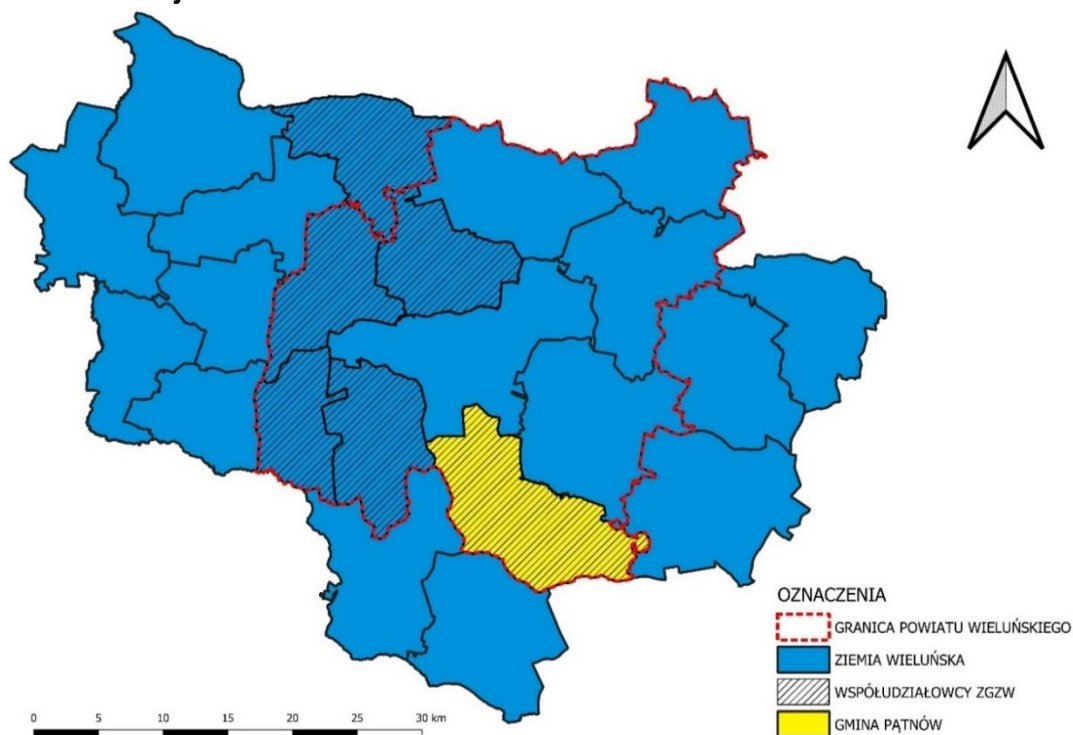 0 5 10 15 20 25 30 km
OZNACZENIA
GRANICA POWIATU WIELUŃSKIEGO
ZIEMIA WIELUŃSKA
WSPÓŁUDZIAŁOWCY ZGZW
GMINA PĄTNÓW